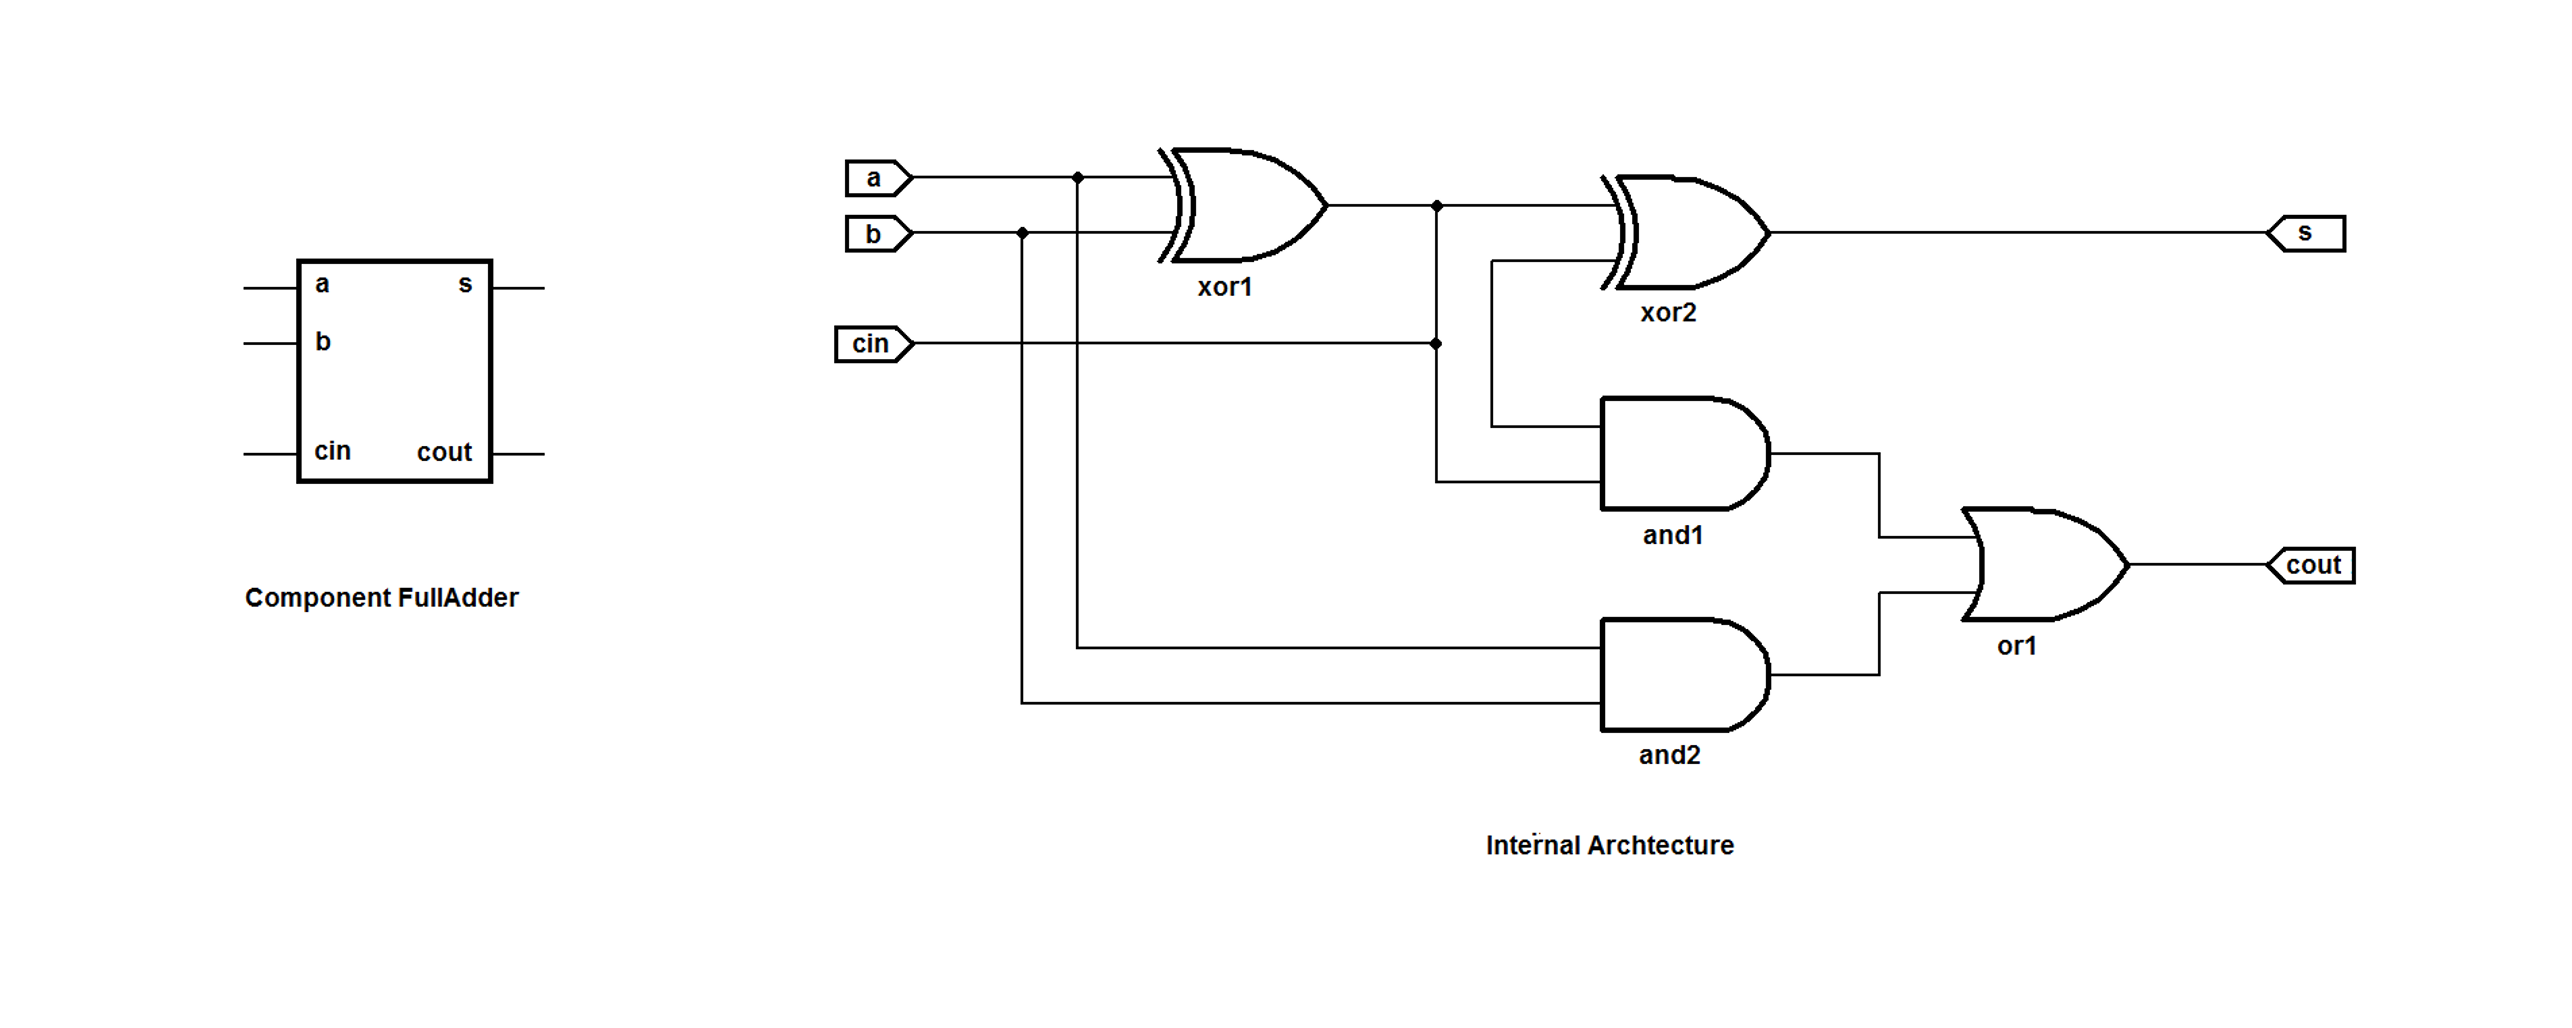 a
b
cin
s
cout
Component FullAdder
a
b
cin
xor1
xor2
and1
and2
or1
s
cout
Internal Archtecture